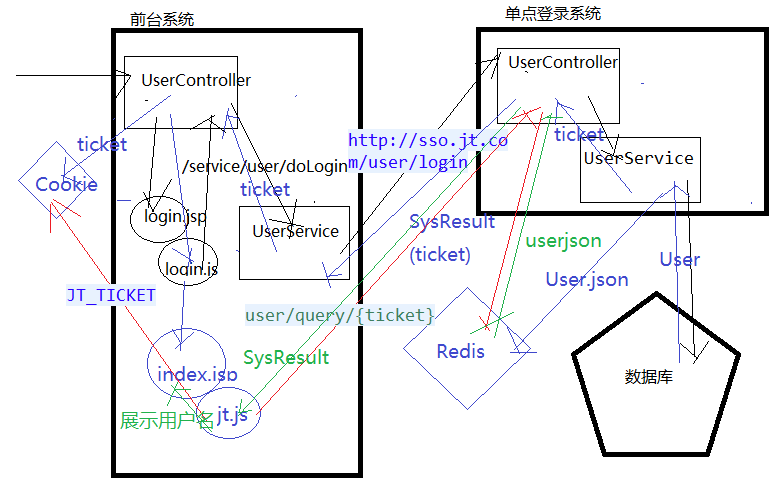 前台系统
单点登录系统
UserController
UserController
http://sso.jt.co
m/user/login
ticket
ticket
/service/user/doLogin
UserService
Cookie
ticket
login.jsp
SysResult
(ticket)
UserService
userjson
User
login.js
User.json
JT_TICKET
user/query/{ticket}
Redis
SysResult
index.jsp
数据库
展示用户名
jt.js